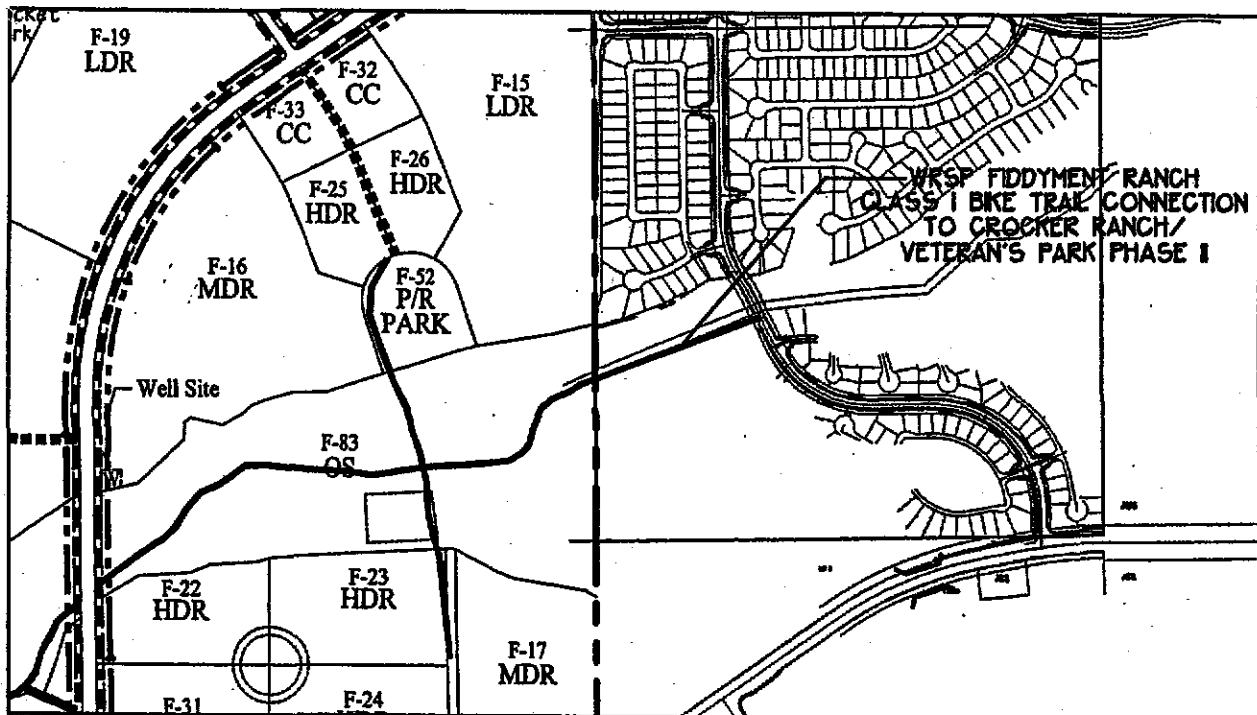 rk
F-19
LDR
F-32
CC
F-33
CC
F-15
LDR
F-26
HDR
F-25
HDR
WRSP FIDDYMENT RANCH
CLASS I BIKE TRAIL CONNECTION
TO CROCKER RANCH/
VETERAN'S PARK PHASE II
F-16
MDR
F-52
P/R
PARK
Well Site
F-83
OS
F-22
HDR
F-23
HDR
F-17
MDR
F-31
F-24